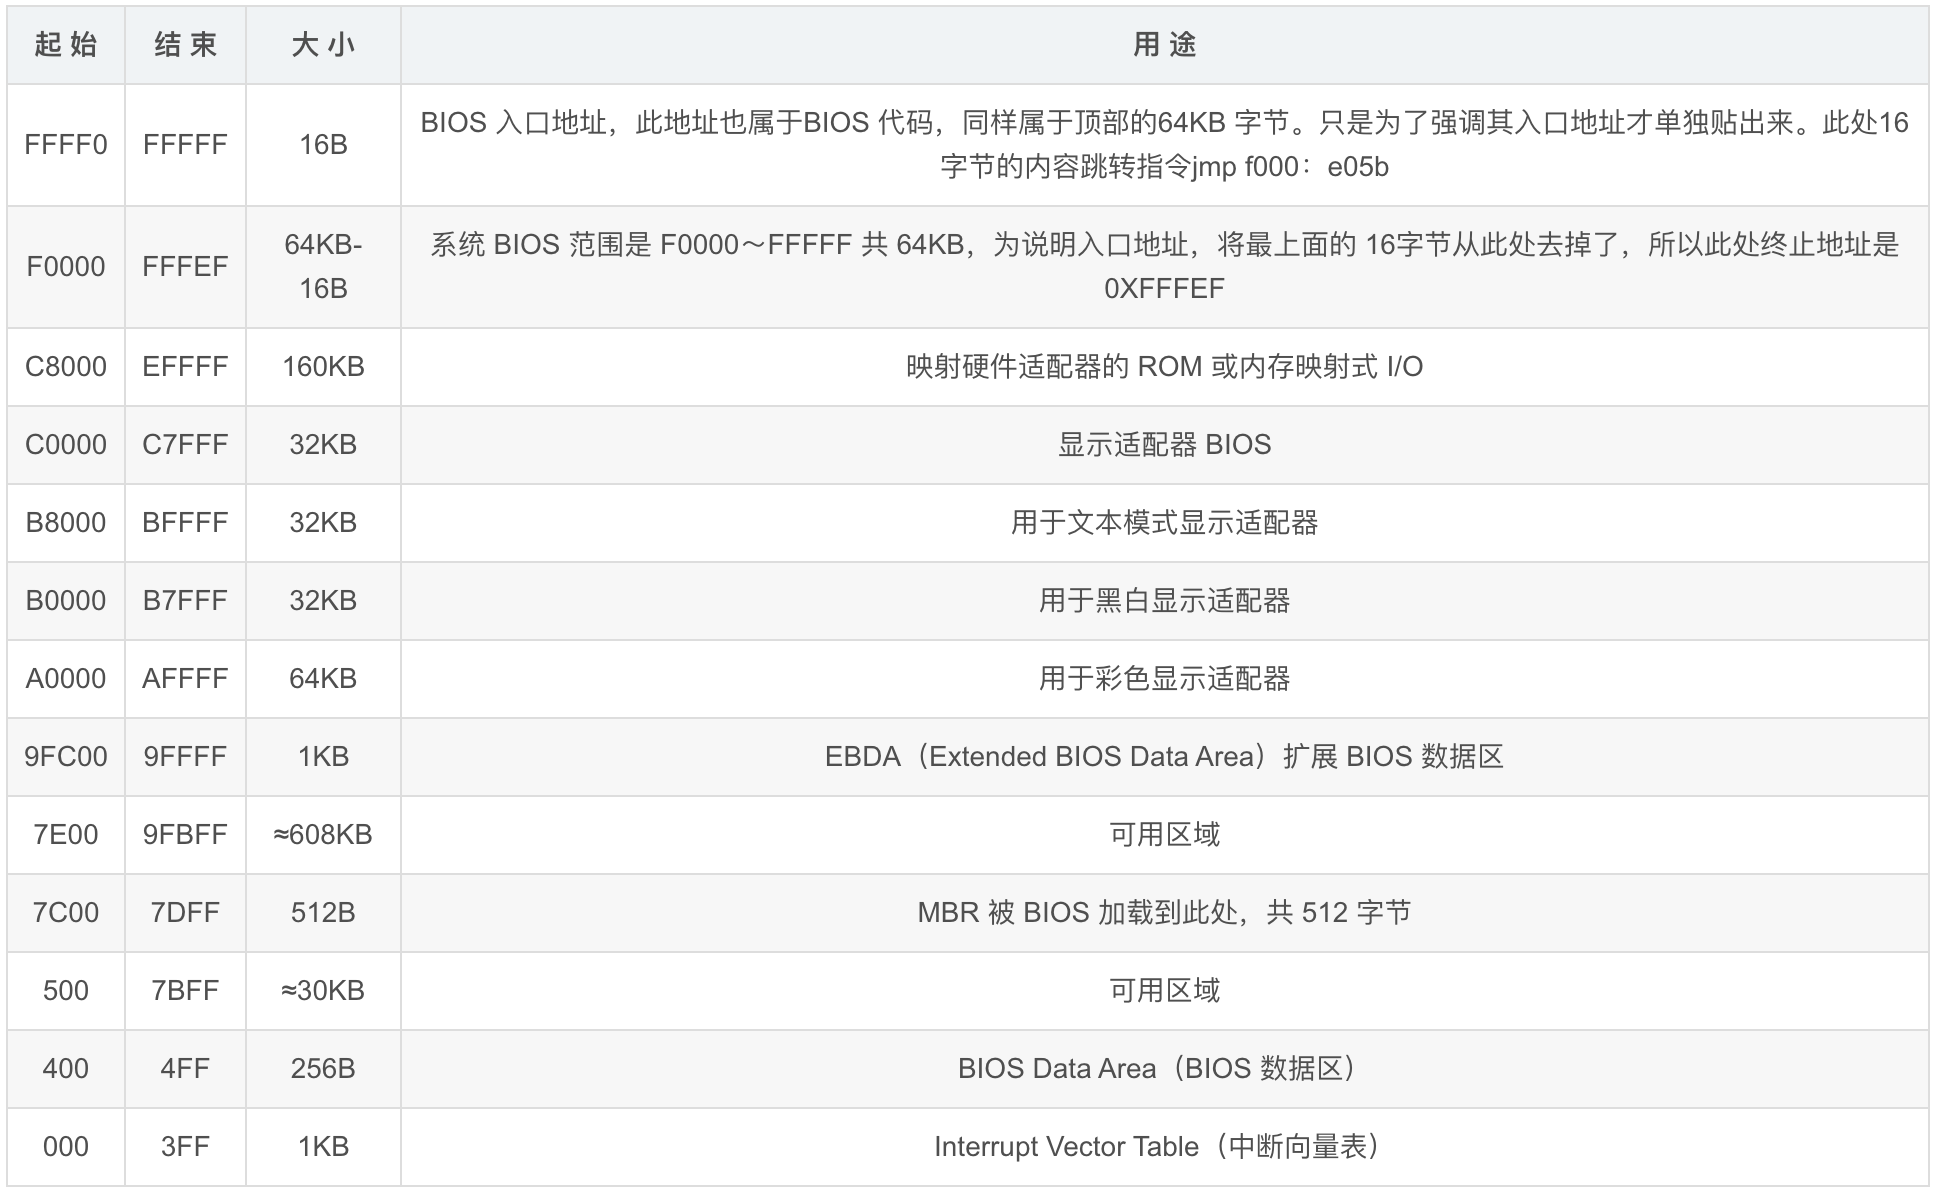 起 始 结 束 大 小 用 途
FFFF0 FFFFF 16B BIOS 入口地址，此地址也属于BIOS 代码，同样属于顶部的64KB 字节。只是为了强调其入口地址才单独贴出来。此处16
字节的内容跳转指令jmp f000：e05b
F0000 FFFEF 64KB- 系统 BIOS 范围是 F0000～FFFFF 共 64KB，为说明入口地址，将最上面的 16字节从此处去掉了，所以此处终止地址是
16B 0XFFFEF
C8000 EFFFF 160KB 映射硬件适配器的 ROM 或内存映射式 I/O
C0000 C7FFF 32KB 显示适配器 BIOS
B8000 BFFFF 32KB 用于文本模式显示适配器
B0000 B7FFF 32KB 用于黑白显示适配器
A0000 AFFFF 64KB 用于彩色显示适配器
9FC00 9FFFF 1KB EBDA（Extended BIOS Data Area）扩展 BIOS 数据区
7E00 9FBFF ≈608KB 可用区域
7C00 7DFF 512B MBR 被 BIOS 加载到此处，共 512 字节
500 7BFF ≈30KB 可用区域
400 4FF 256B BIOS Data Area（BIOS 数据区）
000 3FF 1KB Interrupt Vector Table（中断向量表）